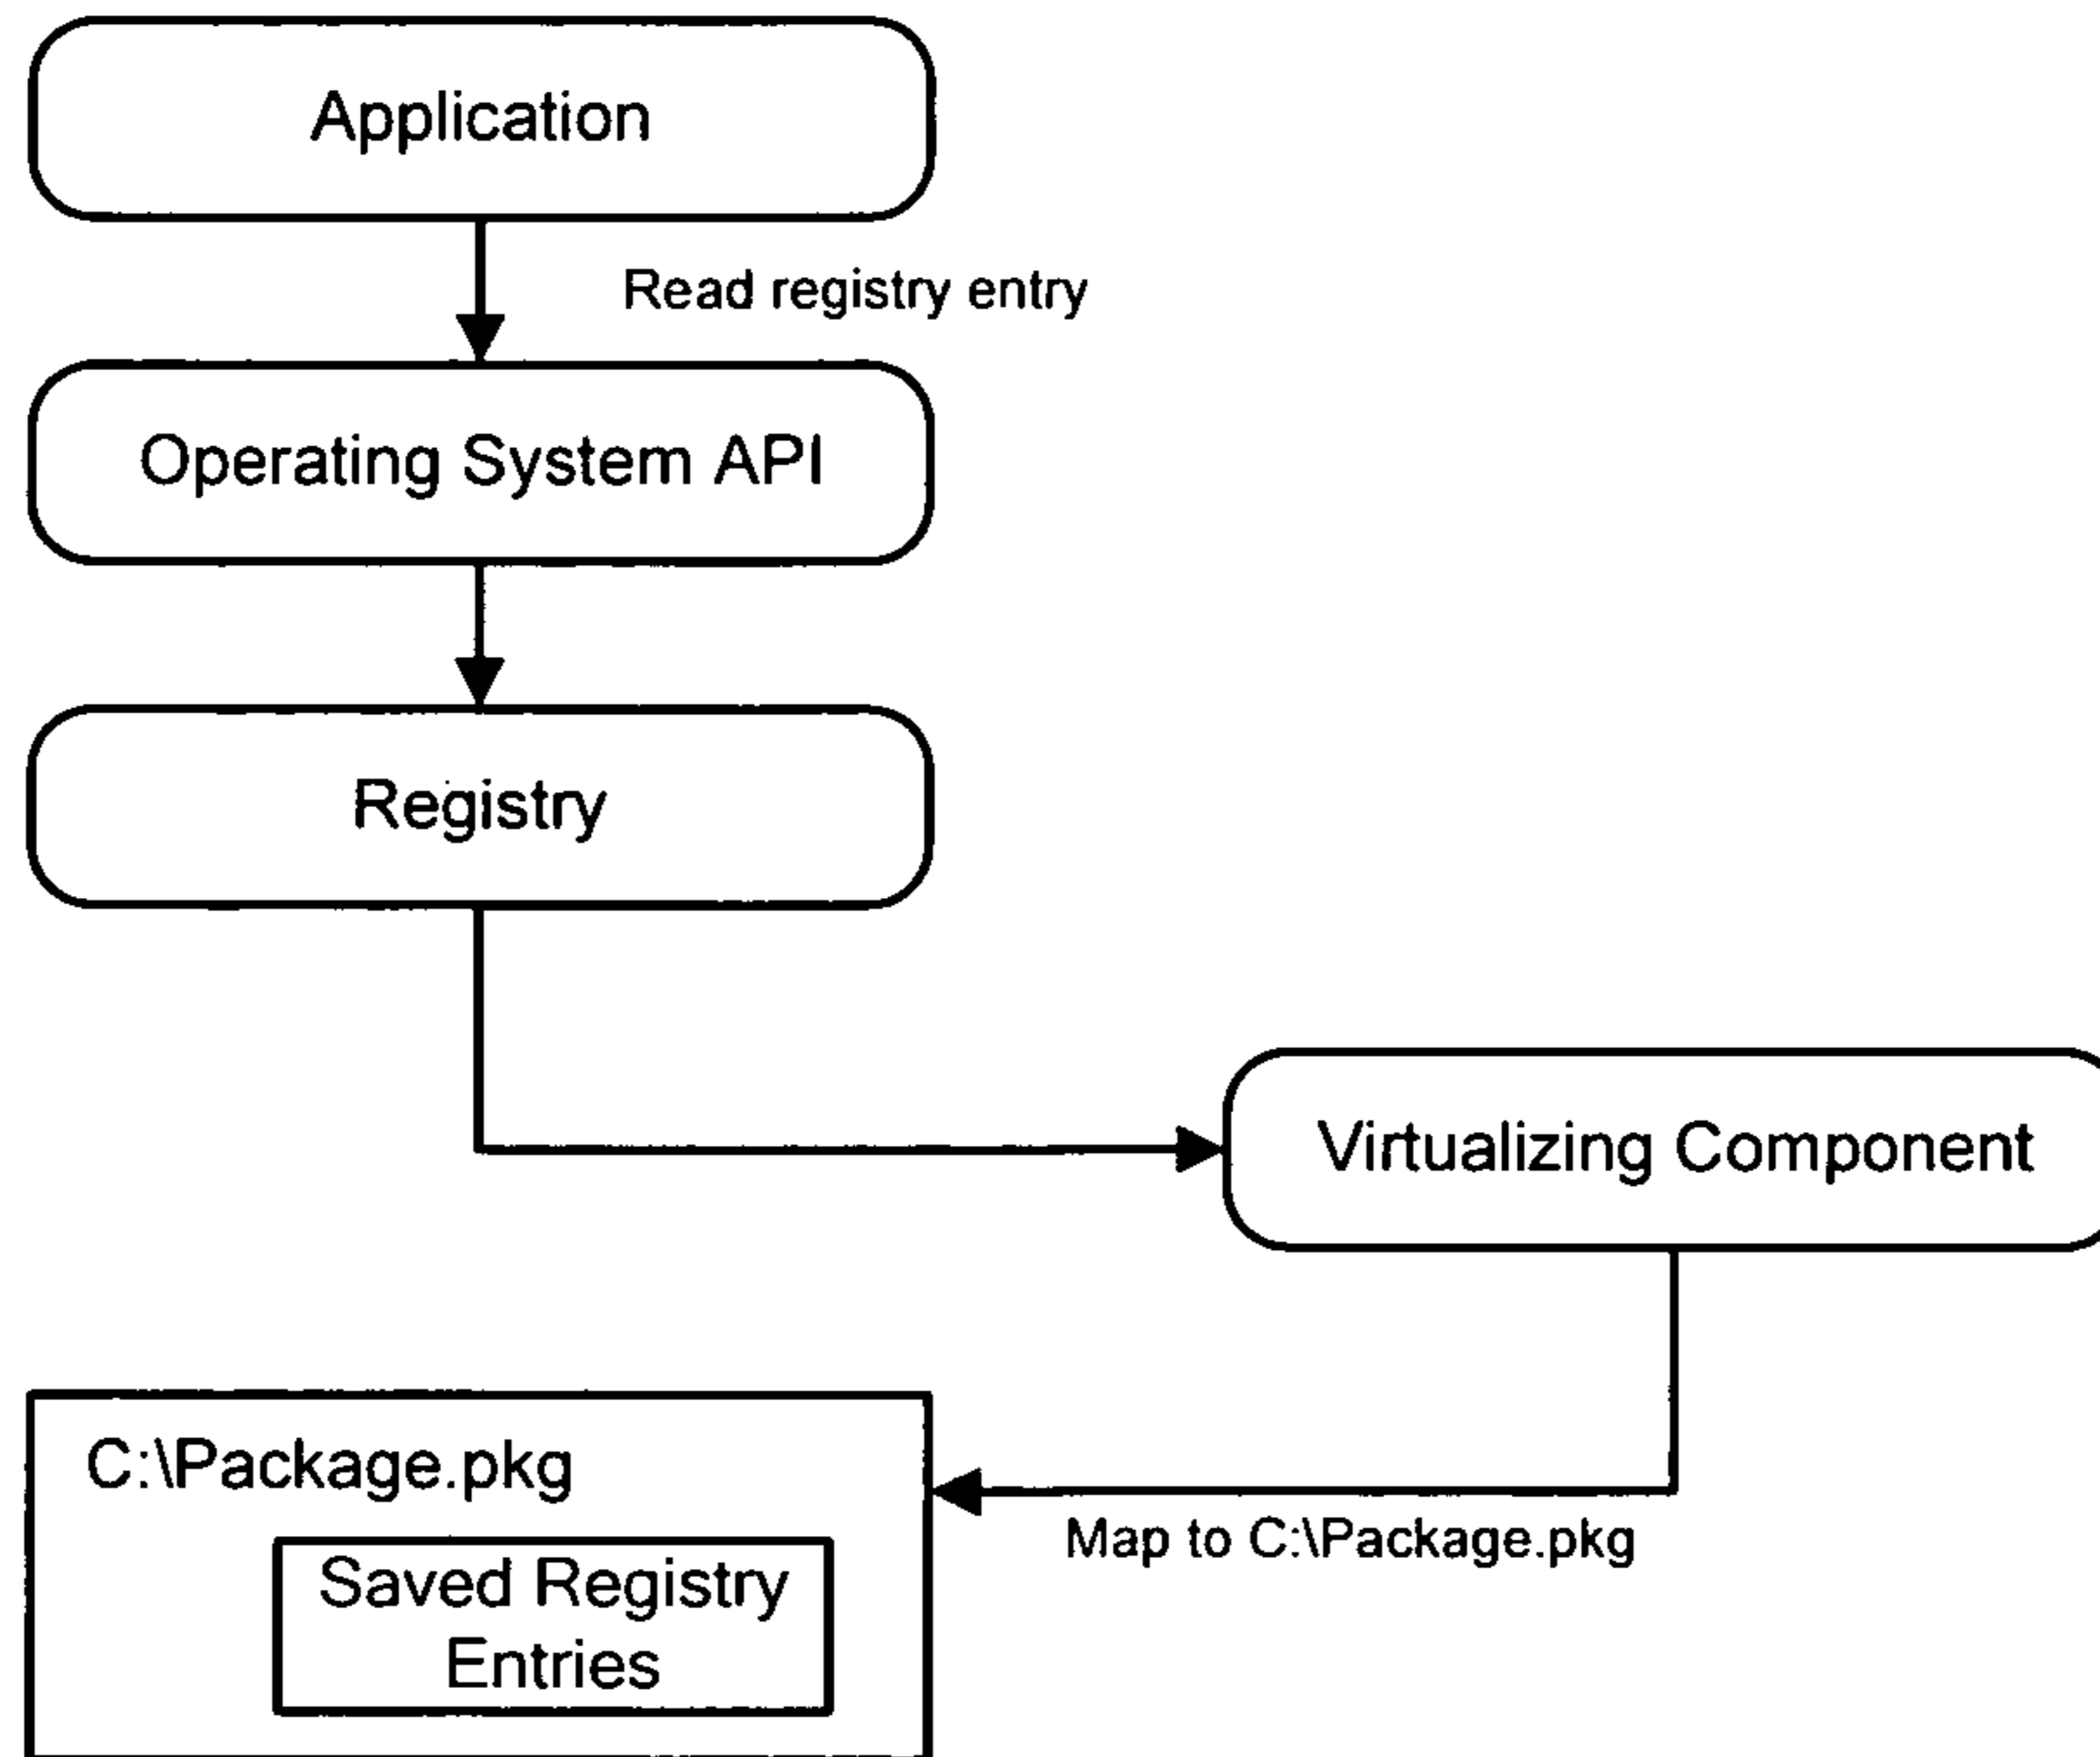 Application
Read registry entry
Operating System API
Registry
Virtualizing Component
C:\Package.pkg
Map to C:\Package.pkg
Saved Registry
Entries